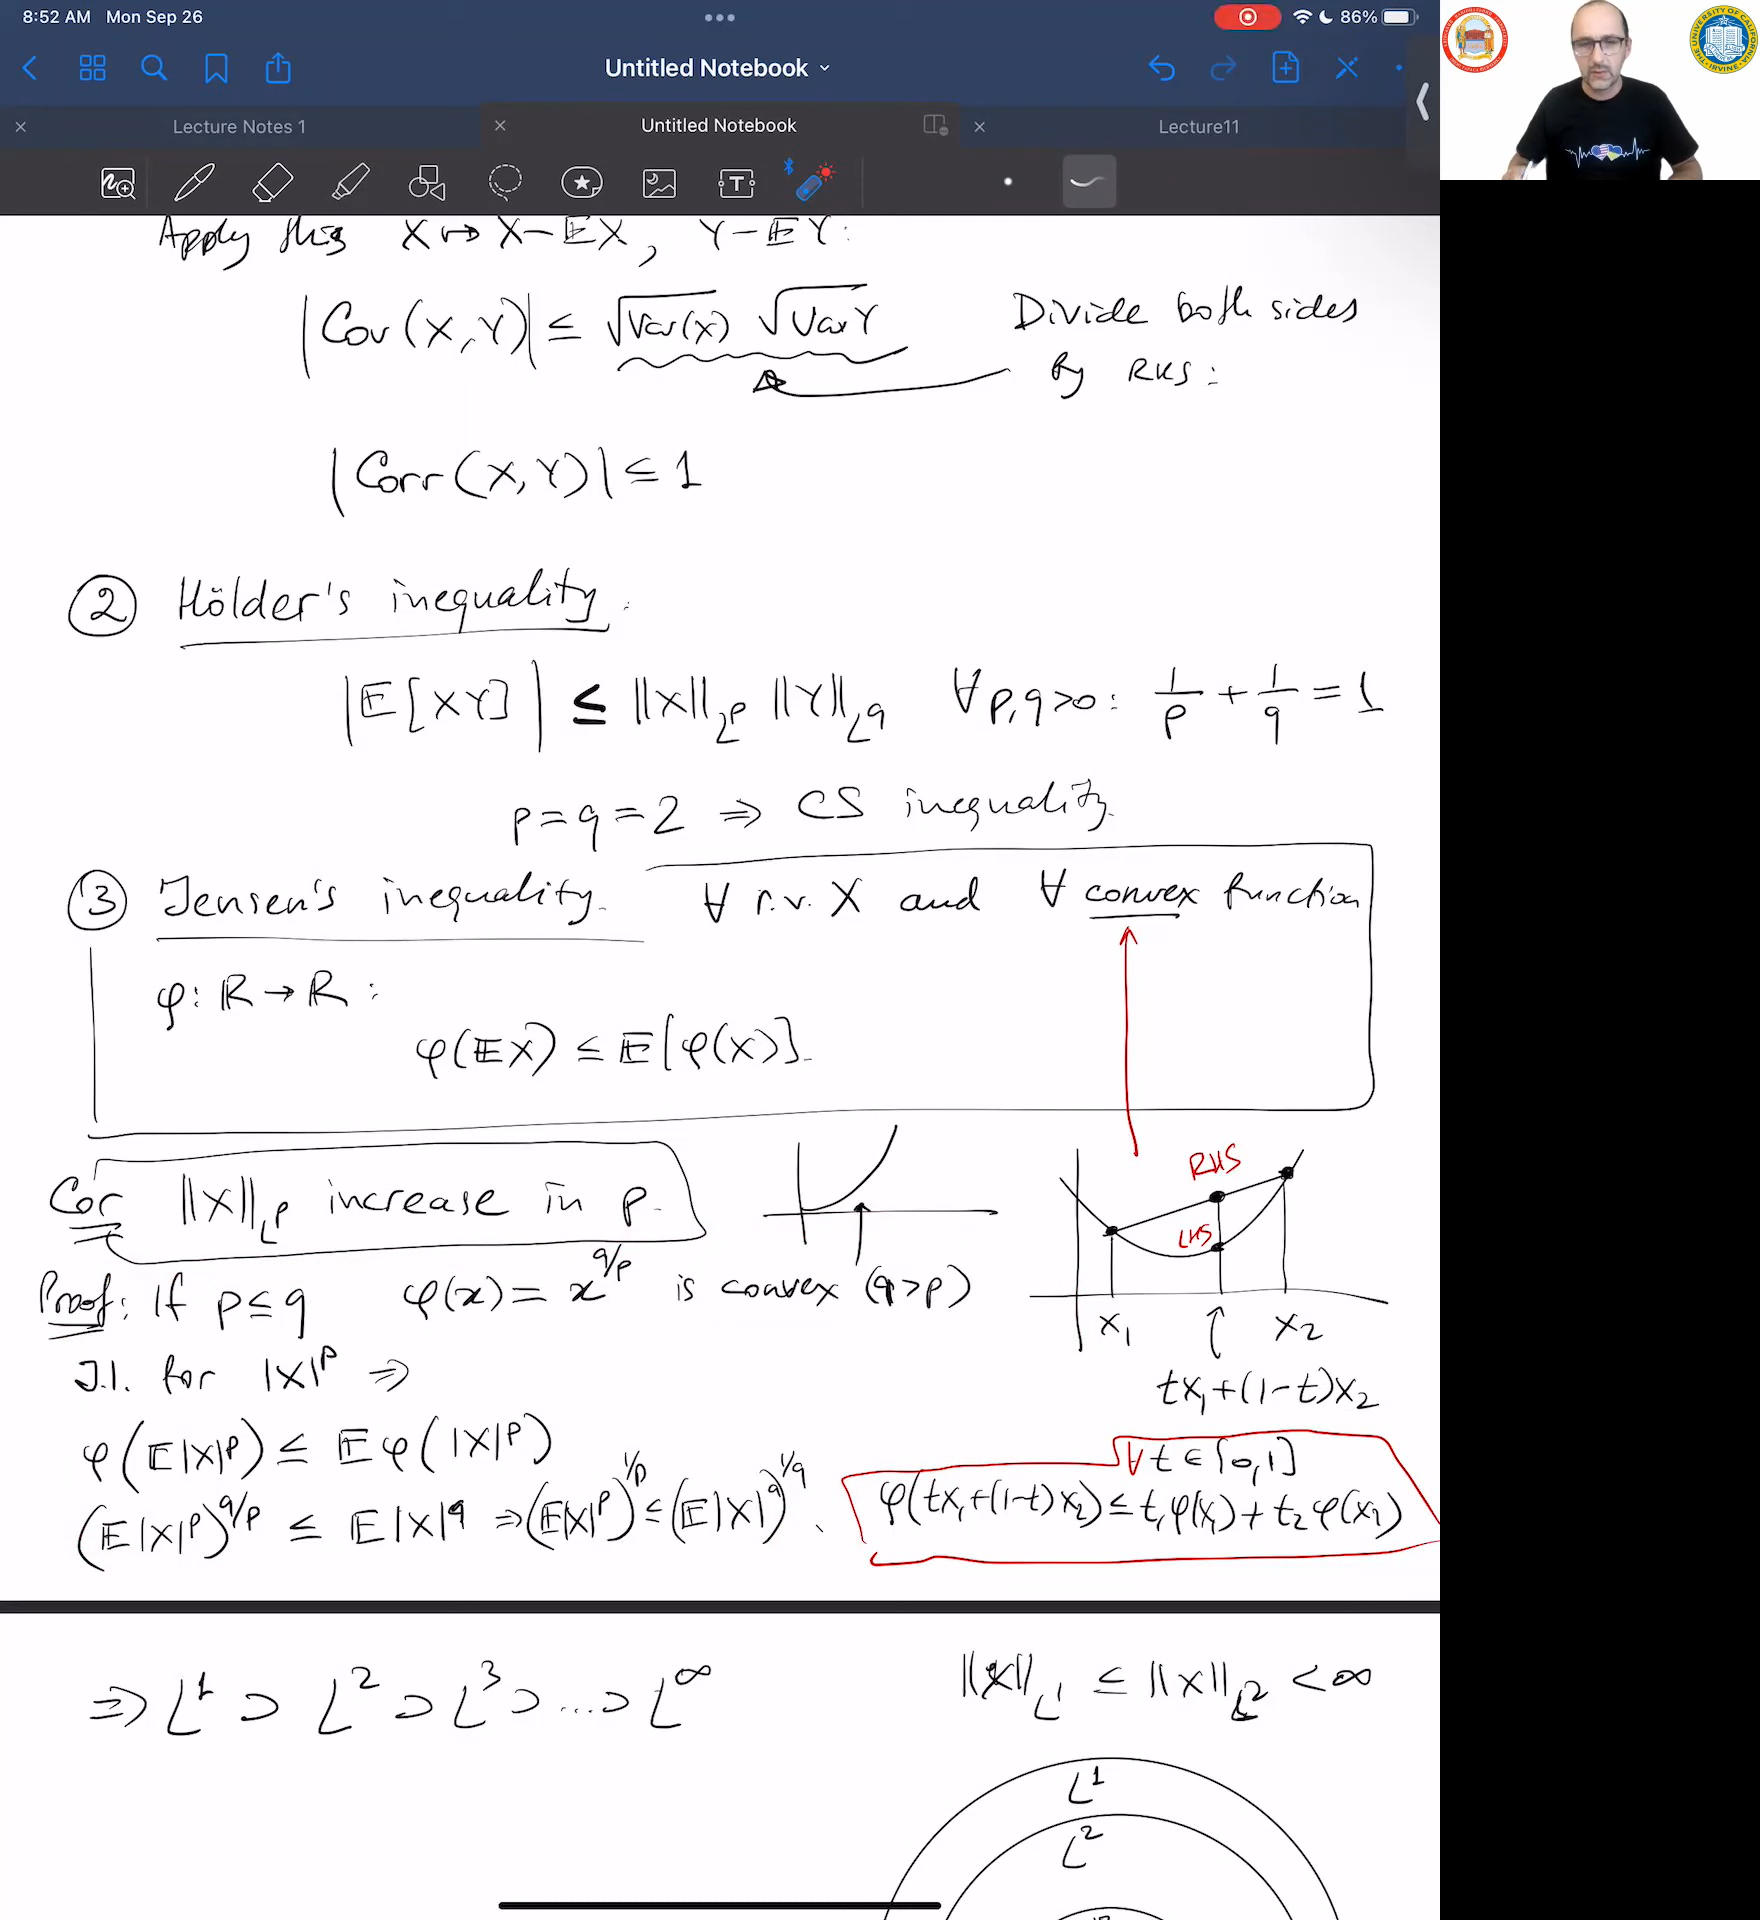 8:52 AM Mon Sep 26
86%
Untitled Notebook
Lecture Notes 1
Untitled Notebook
Lecture11
Apply this X ↦ X−𝔼X, Y−𝔼Y:
|Cov(X,Y)| ≤ √Var(X) √Var Y
Divide both sides
By RHS:
|Corr(X,Y)| ≤ 1
② Hölder's inequality.
|𝔼[XY]| ≤ ‖X‖_{L^p} ‖Y‖_{L^q} ∀p,q>0: 1/p + 1/q = 1
p=q=2 ⇒ CS inequality.
③ Jensen's inequality. ∀ r.v. X and ∀ convex function
φ: R→R:
φ(𝔼X) ≤ 𝔼[φ(X)].
Cor ‖X‖_{L^p} increase in p.
Proof: If p≤q φ(x)=x^{q/p} is convex (q>p)
J.I. for |X|^p ⇒
φ(𝔼|X|^p) ≤ 𝔼φ(|X|^p)
(𝔼|X|^p)^{q/p} ≤ 𝔼|X|^q ⇒ (𝔼|X|^p)^{1/p} ≤ (𝔼|X|^q)^{1/q}.
RHS
LHS
x₁ x₂
tx₁+(1−t)x₂
∀t∈[0,1]
φ(tx₁+(1−t)x₂) ≤ t₁φ(x₁)+t₂φ(x₂)
⇒ L¹ ⊃ L² ⊃ L³ ⊃ ... ⊃ L^∞
‖X‖_{L¹} ≤ ‖X‖_{L²} < ∞
L¹
L²